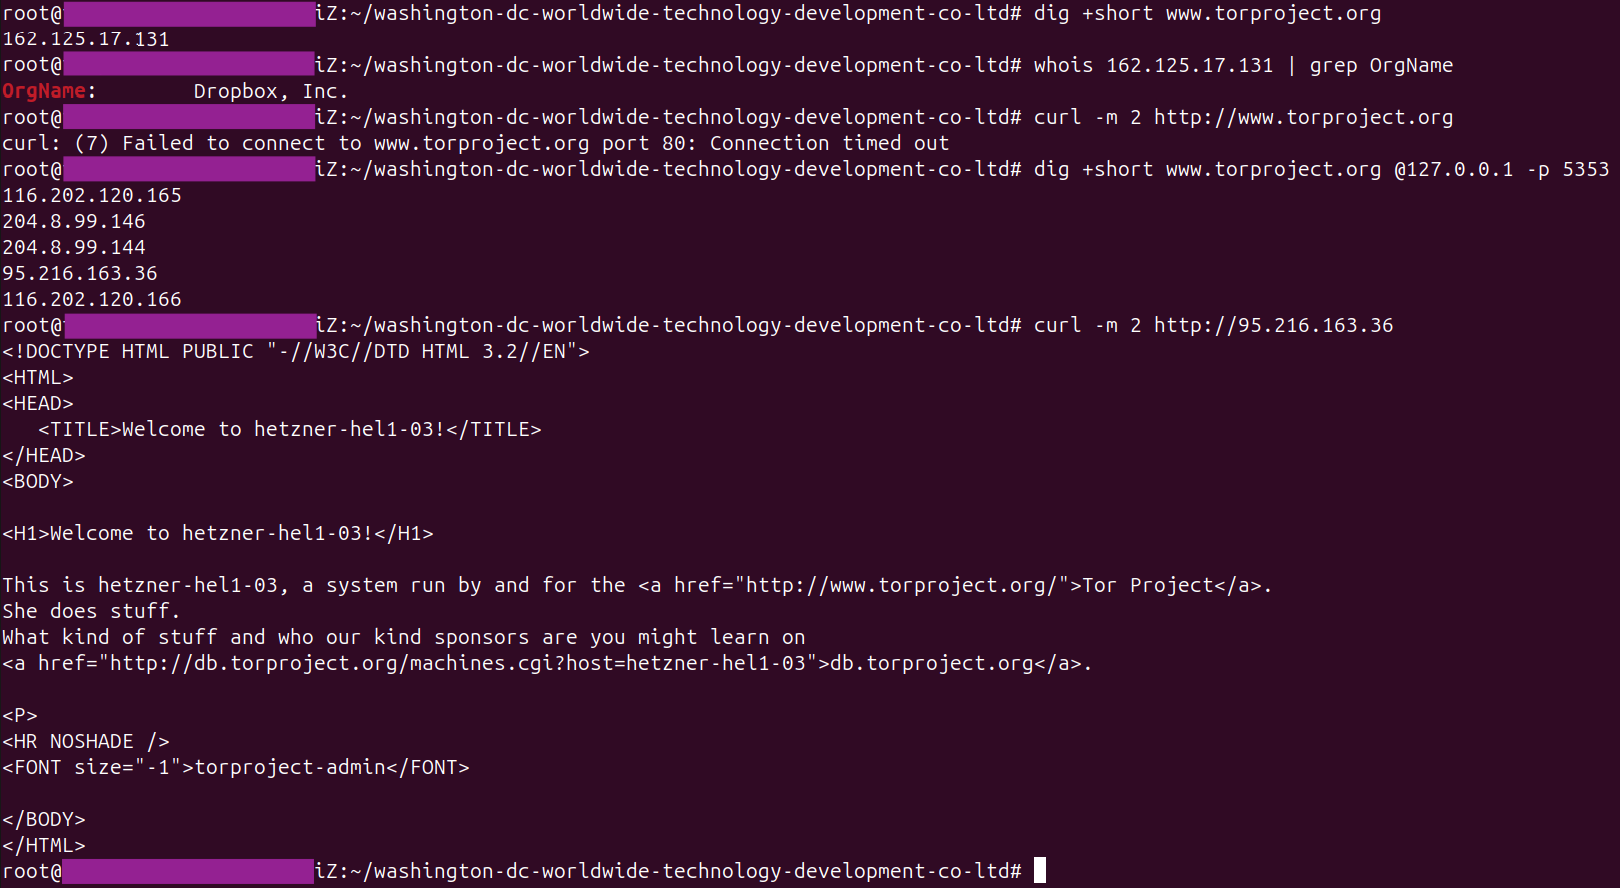 root@iZ:~/washington-dc-worldwide-technology-development-co-ltd# dig +short www.torproject.org
162.125.17.131
root@iZ:~/washington-dc-worldwide-technology-development-co-ltd# whois 162.125.17.131 | grep OrgName
OrgName:        Dropbox, Inc.
root@iZ:~/washington-dc-worldwide-technology-development-co-ltd# curl -m 2 http://www.torproject.org
curl: (7) Failed to connect to www.torproject.org port 80: Connection timed out
root@iZ:~/washington-dc-worldwide-technology-development-co-ltd# dig +short www.torproject.org @127.0.0.1 -p 5353
116.202.120.165
204.8.99.146
204.8.99.144
95.216.163.36
116.202.120.166
root@iZ:~/washington-dc-worldwide-technology-development-co-ltd# curl -m 2 http://95.216.163.36
<!DOCTYPE HTML PUBLIC "-//W3C//DTD HTML 3.2//EN">
<HTML>
<HEAD>
   <TITLE>Welcome to hetzner-hel1-03!</TITLE>
</HEAD>
<BODY>

<H1>Welcome to hetzner-hel1-03!</H1>

This is hetzner-hel1-03, a system run by and for the <a href="http://www.torproject.org/">Tor Project</a>.
She does stuff.
What kind of stuff and who our kind sponsors are you might learn on
<a href="http://db.torproject.org/machines.cgi?host=hetzner-hel1-03">db.torproject.org</a>.

<P>
<HR NOSHADE />
<FONT size="-1">torproject-admin</FONT>

</BODY>
</HTML>
root@iZ:~/washington-dc-worldwide-technology-development-co-ltd#